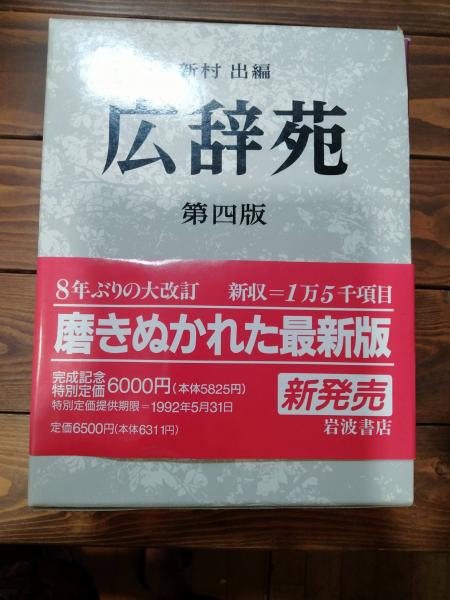 新村 出編
広辞苑
第四版
8年ぶりの大改訂 新収=1万5千項目
磨きぬかれた最新版
完成記念
特別定価6000円(本体5825円)
特別定価提供期限=1992年5月31日
定価6500円(本体6311円)
新発売
岩波書店